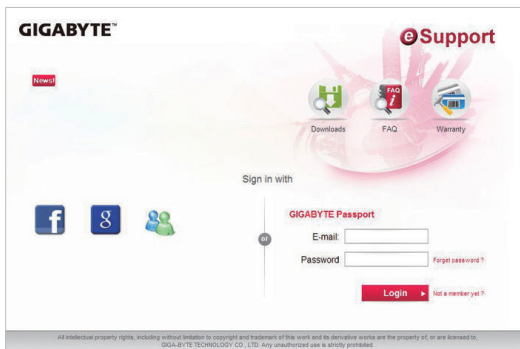 GIGABYTE™
eSupport
News!
FAQ
i
Downloads
FAQ
Warranty
Sign in with
f
g
or
GIGABYTE Passport
E-mail:
Password
Forget password ?
Login
Not a member yet ?
All intellectual property rights, including without limitation to copyright and trademark of this work and its derivative works are the property of, or are licensed to,
GIGA-BYTE TECHNOLOGY CO., LTD. Any unauthorized use is strictly prohibited.